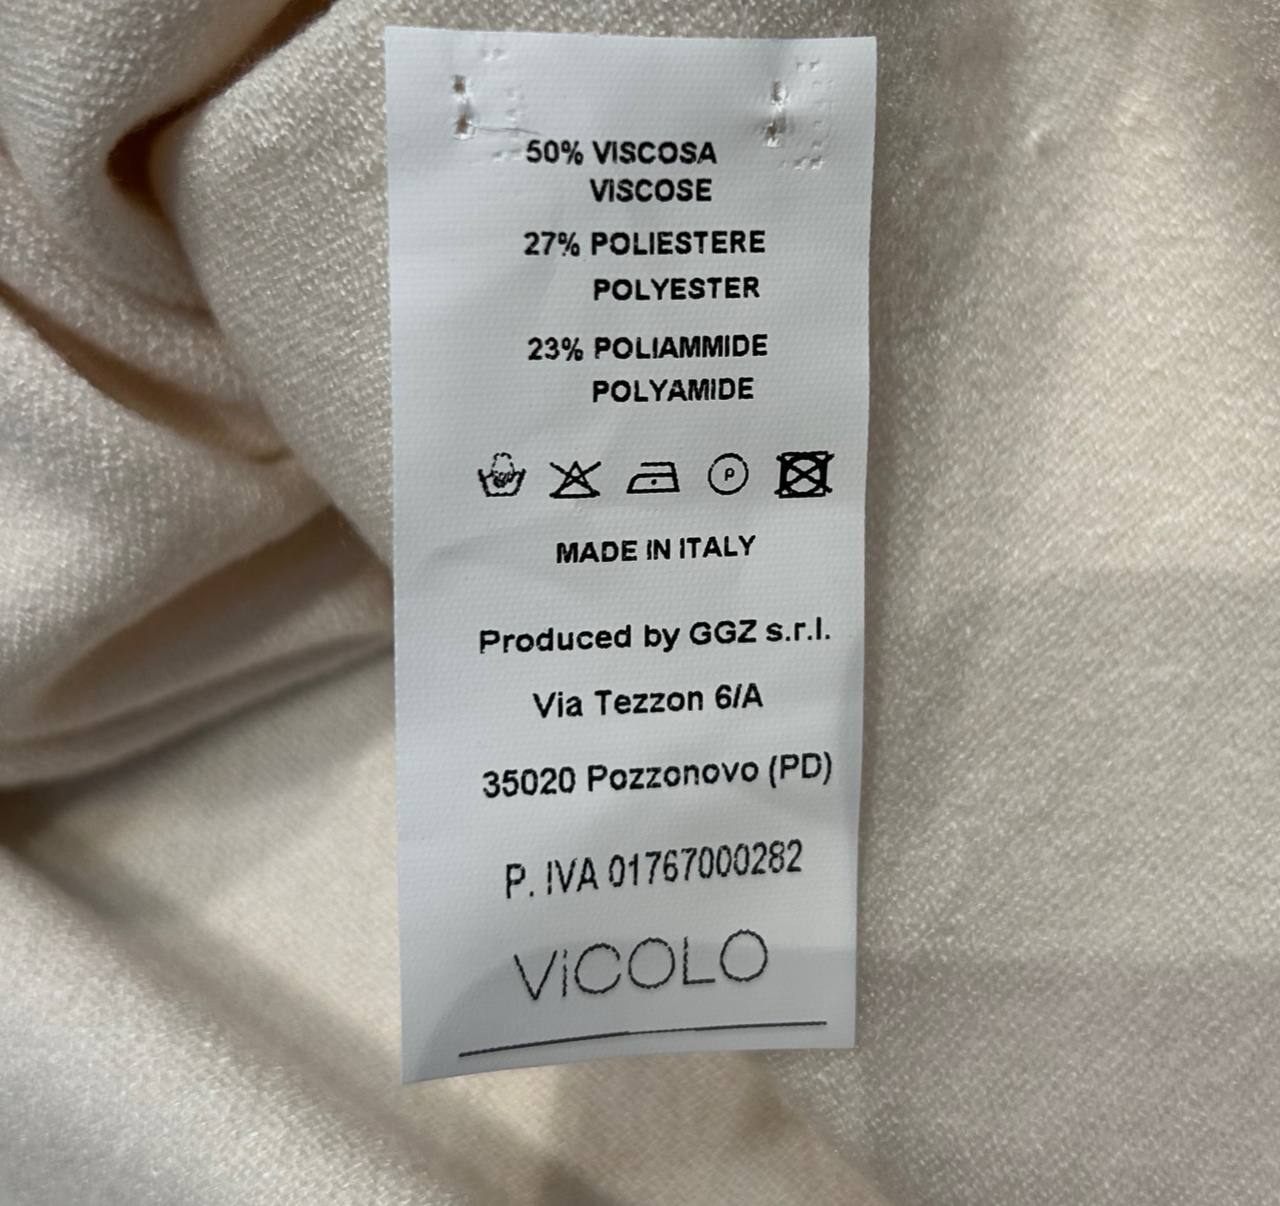 50% VISCOSA
VISCOSE
27% POLIESTERE
POLYESTER
23% POLIAMMIDE
POLYAMIDE
P
MADE IN ITALY
Produced by GGZ s.r.l.
Via Tezzon 6/A
35020 Pozzonovo (PD)
P. IVA 01767000282
ViCOLO